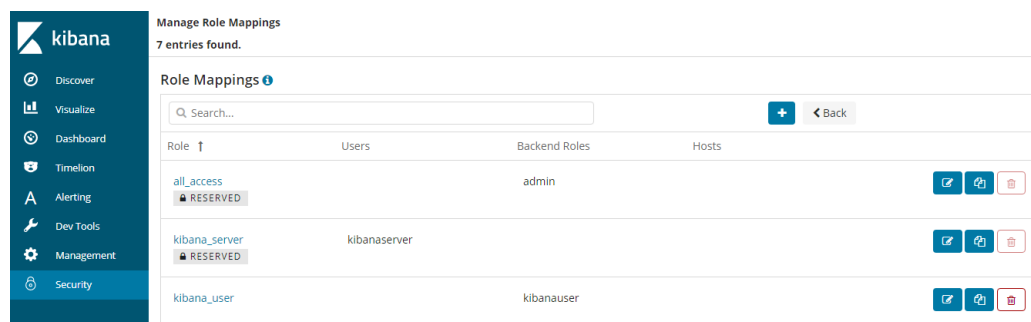 kibana
Discover
Visualize
Dashboard
Timelion
Alerting
Dev Tools
Management
Security
Manage Role Mappings
7 entries found.
Role Mappings
Search...
Back
Role Users Backend Roles Hosts
all_access admin
RESERVED
kibana_server kibanaserver
RESERVED
kibana_user kibanauser